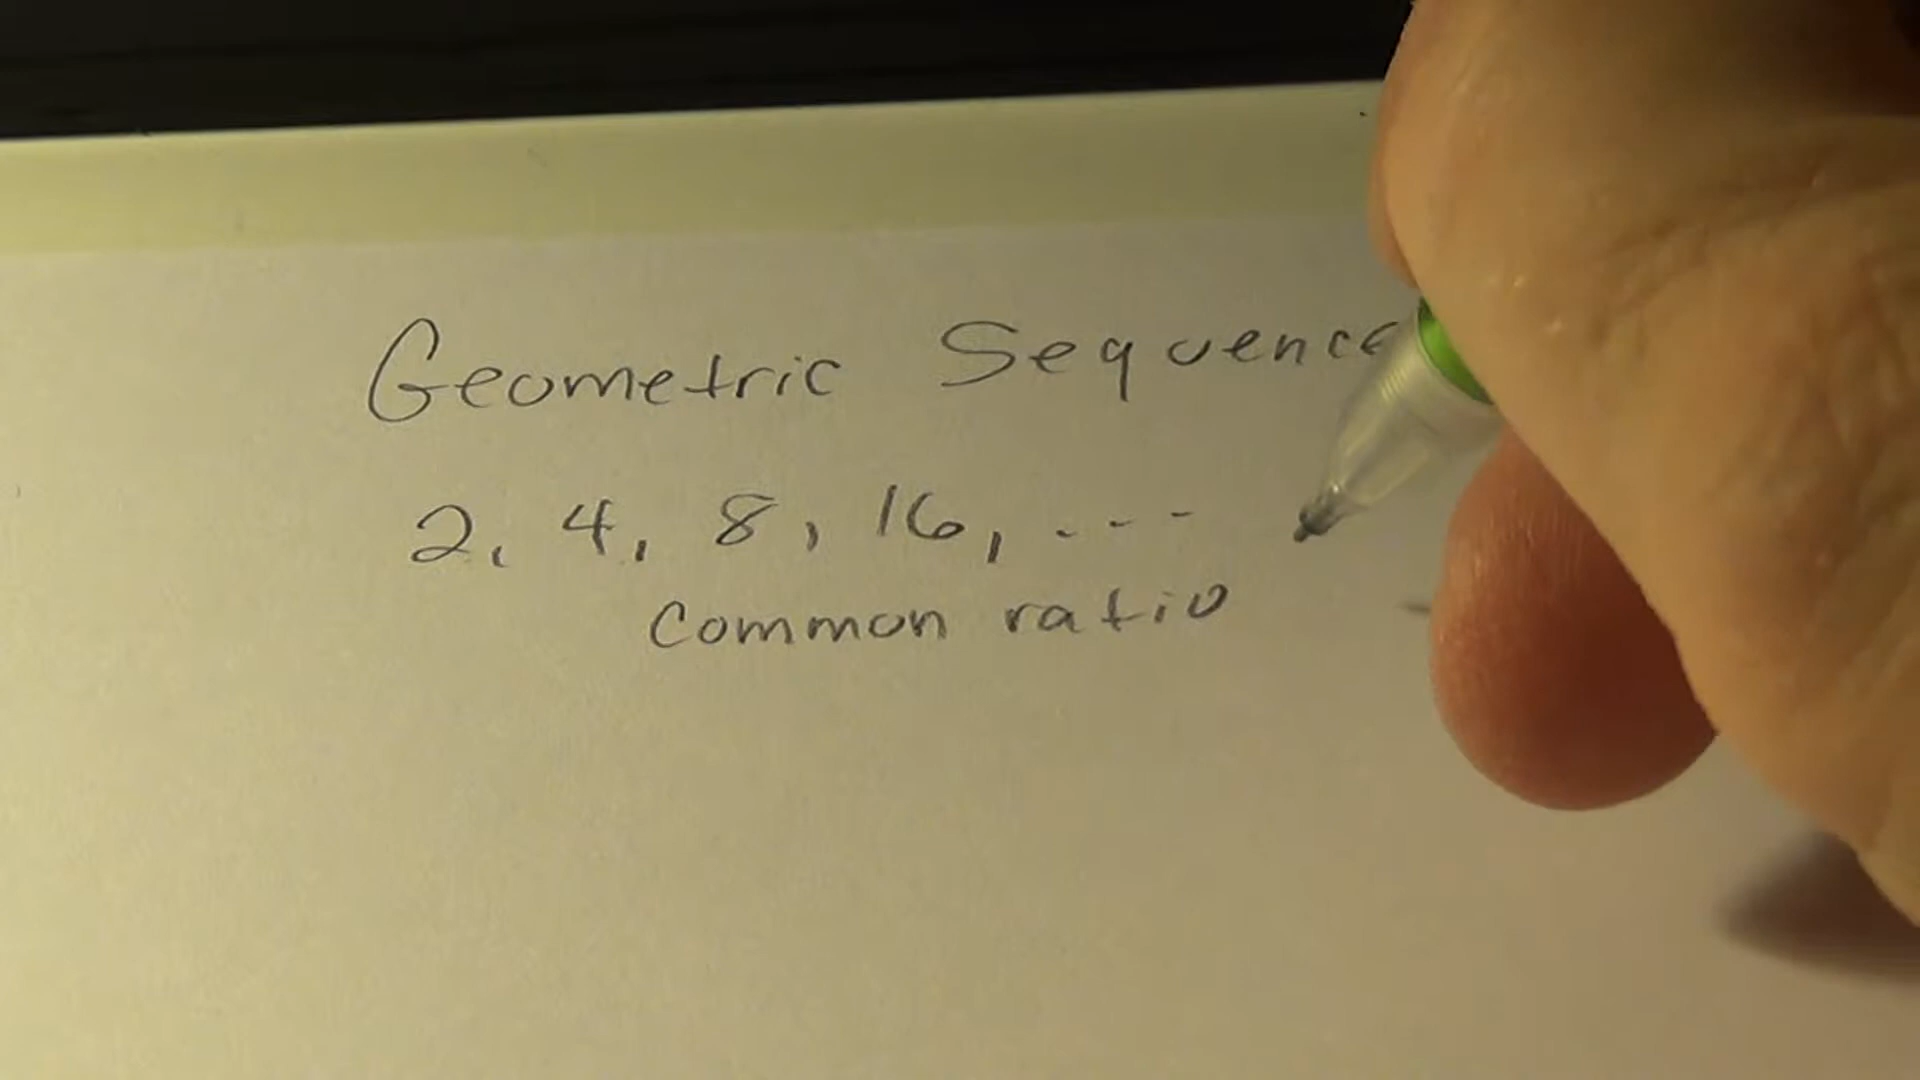 Geometric Sequence
2, 4, 8, 16, ...
Common ratio